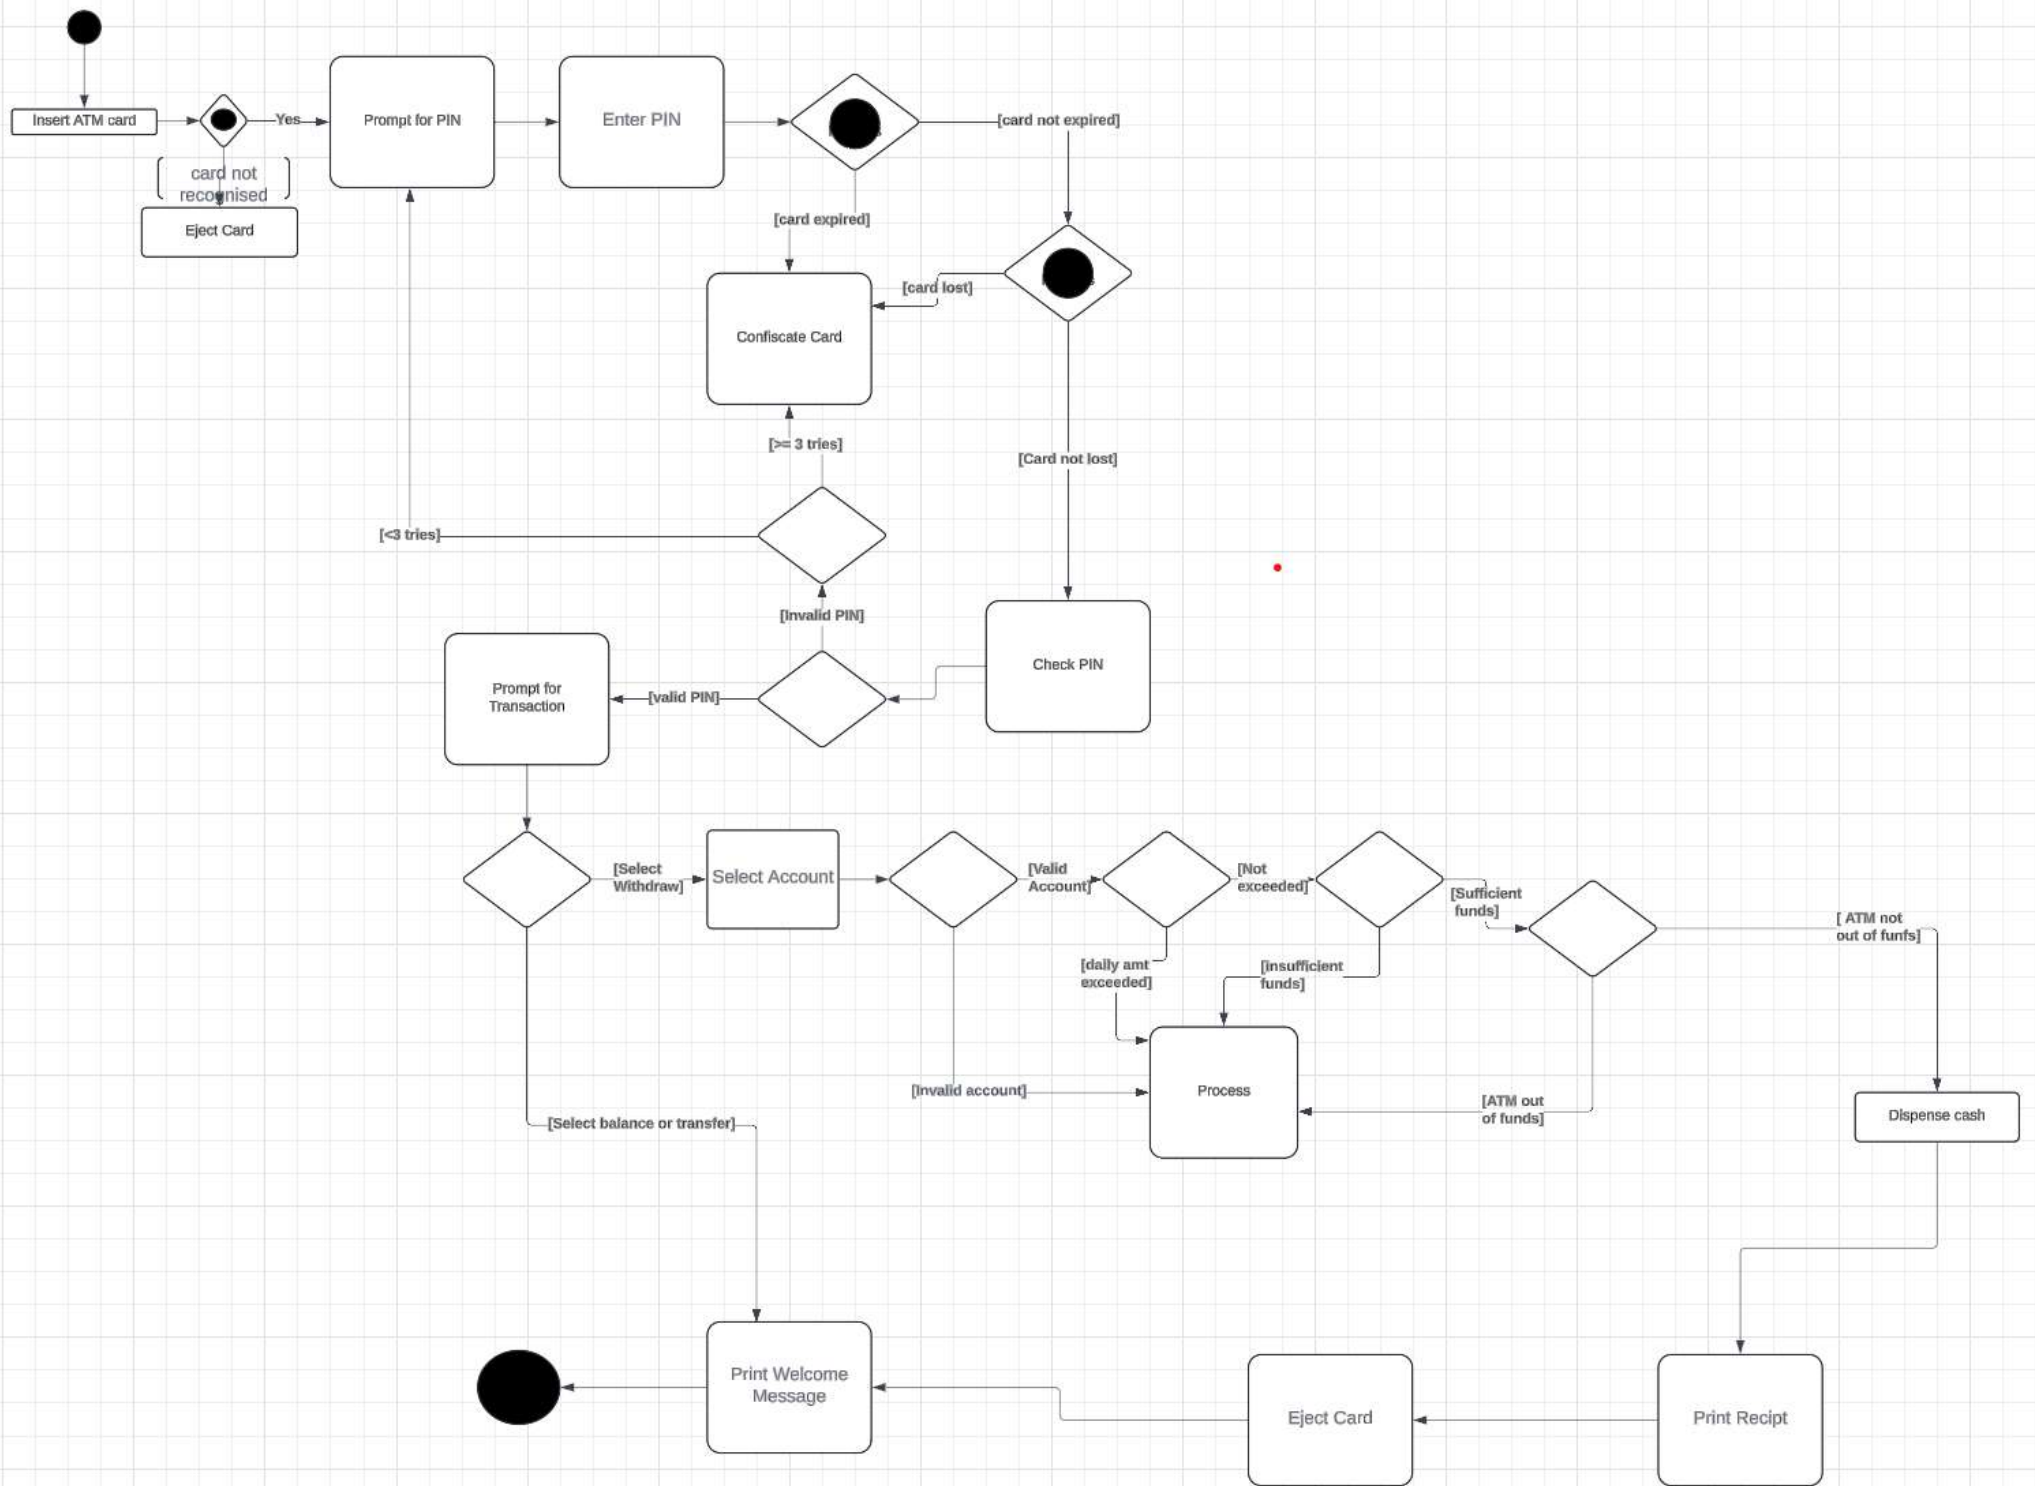 Insert ATM card
Yes
Prompt for PIN
Enter PIN
[card not expired]
card not
recognised
Eject Card
[card expired]
[card lost]
Confiscate Card
[>= 3 tries]
[Card not lost]
[<3 tries]
[Invalid PIN]
Check PIN
Prompt for
Transaction
[valid PIN]
[Select
Withdraw]
Select Account
[Valid
Account]
[Not
exceeded]
[Sufficient
funds]
[ ATM not
out of funfs]
[daily amt
exceeded]
[insufficient
funds]
Process
[Invalid account]
[ATM out
of funds]
Dispense cash
[Select balance or transfer]
Print Welcome
Message
Eject Card
Print Recipt